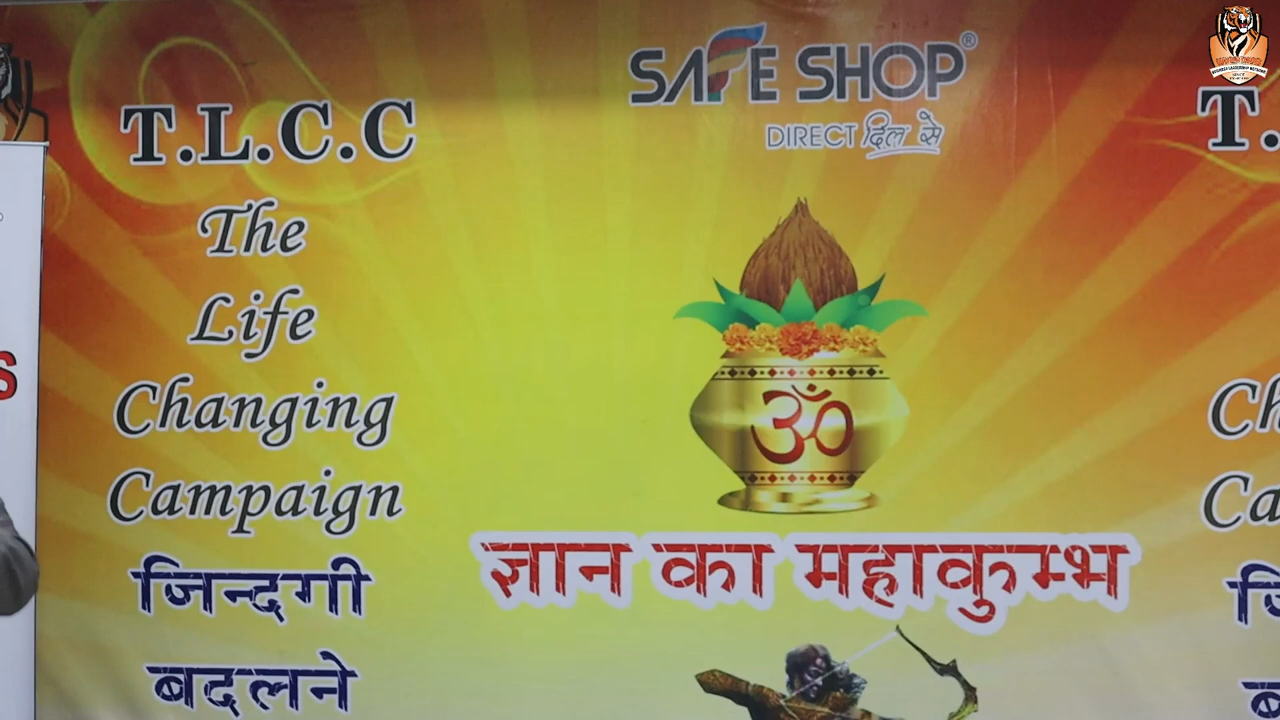 T.L.C.C
The
Life
Changing
Campaign
जिन्दगी
बदलने
SAFE SHOP®
DIRECT दिल से
ॐ
ज्ञान का महाकुम्भ
T.
Ch
Ca
S